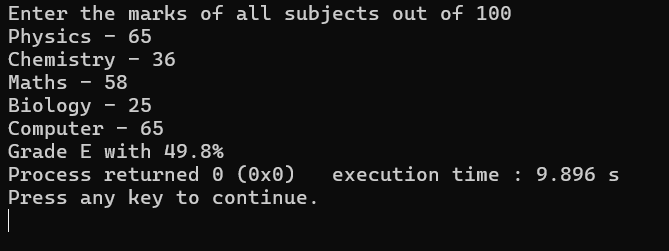 Enter the marks of all subjects out of 100
Physics - 65
Chemistry - 36
Maths - 58
Biology - 25
Computer - 65
Grade E with 49.8%
Process returned 0 (0x0)   execution time : 9.896 s
Press any key to continue.